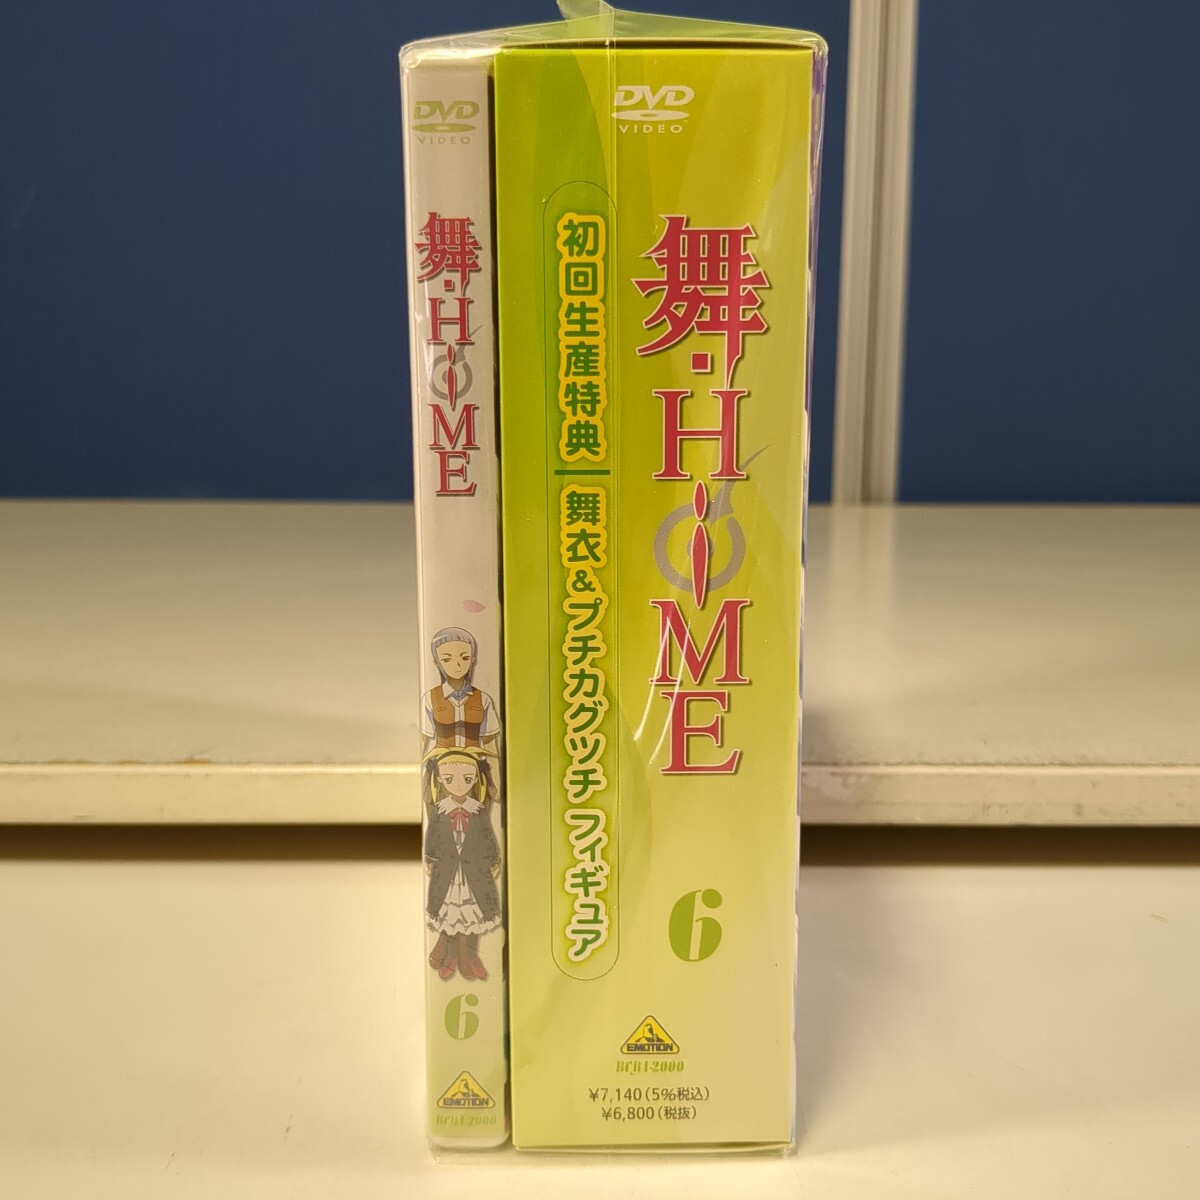 DVD
VIDEO
舞・HiME
6
EMOTION
BCBA-2000
DVD
VIDEO
初回生産特典
舞衣&プチカグツチ フィギュア
舞・HiME
6
EMOTION
BCBA-2000
¥7,140(5%税込)
¥6,800(税抜)